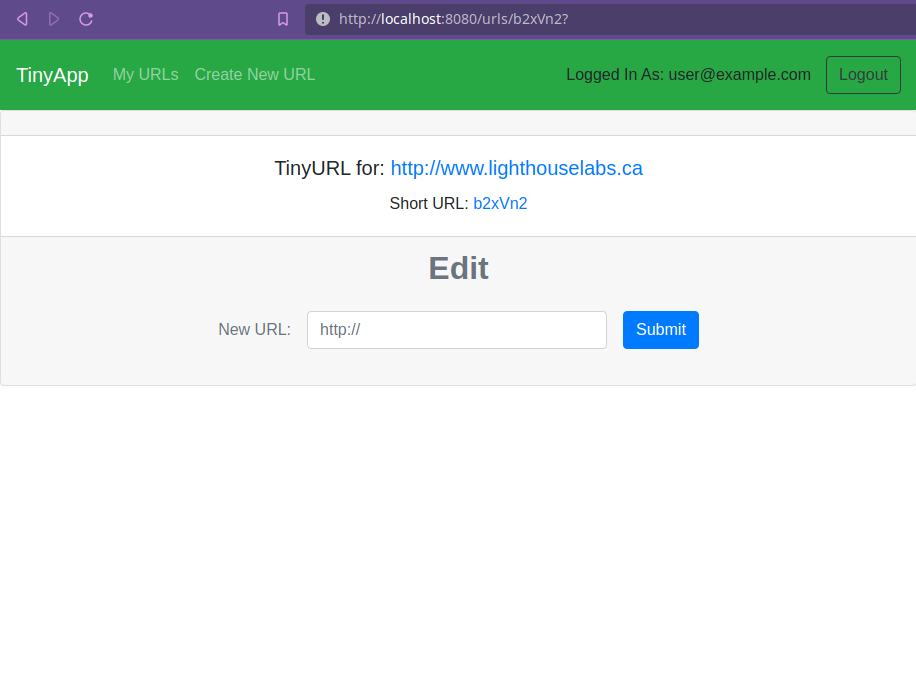 http://localhost:8080/urls/b2xVn2?
TinyApp My URLs Create New URL Logged In As: user@example.com Logout
TinyURL for: http://www.lighthouselabs.ca
Short URL: b2xVn2
Edit
New URL: http:// Submit